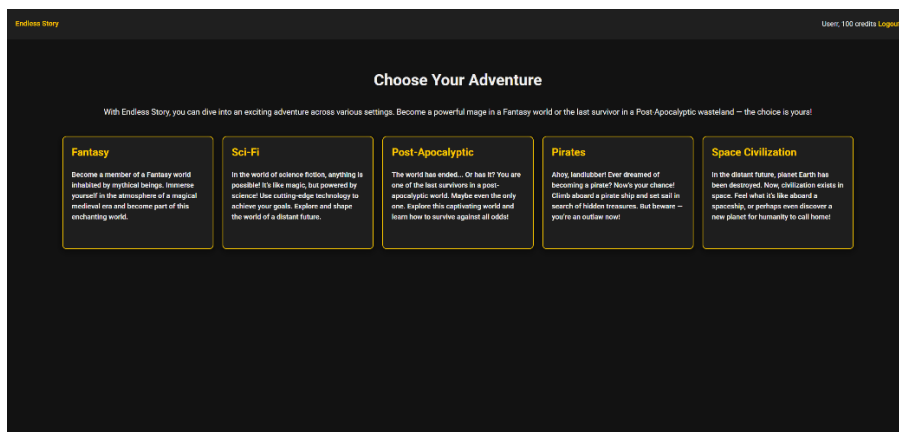 Endless Story
Userr, 100 credits Logout
Choose Your Adventure
With Endless Story, you can dive into an exciting adventure across various settings. Become a powerful mage in a Fantasy world or the last survivor in a Post-Apocalyptic wasteland — the choice is yours!
Fantasy
Become a member of a Fantasy world
inhabited by mythical beings. Immerse
yourself in the atmosphere of a magical
medieval era and become part of this
enchanting world.
Sci-Fi
In the world of science fiction, anything is
possible! It's like magic, but powered by
science! Use cutting-edge technology to
achieve your goals. Explore and shape
the world of a distant future.
Post-Apocalyptic
The world has ended... Or has it? You are
one of the last survivors in a post-
apocalyptic world. Maybe even the only
one. Explore this captivating world and
learn how to survive against all odds!
Pirates
Ahoy, landlubber! Ever dreamed of
becoming a pirate? Now's your chance!
Climb aboard a pirate ship and set sail in
search of hidden treasures. But beware —
you're an outlaw now!
Space Civilization
In the distant future, planet Earth has
been destroyed. Now, civilization exists in
space. Feel what it's like aboard a
spaceship, or perhaps even discover a
new planet for humanity to call home!